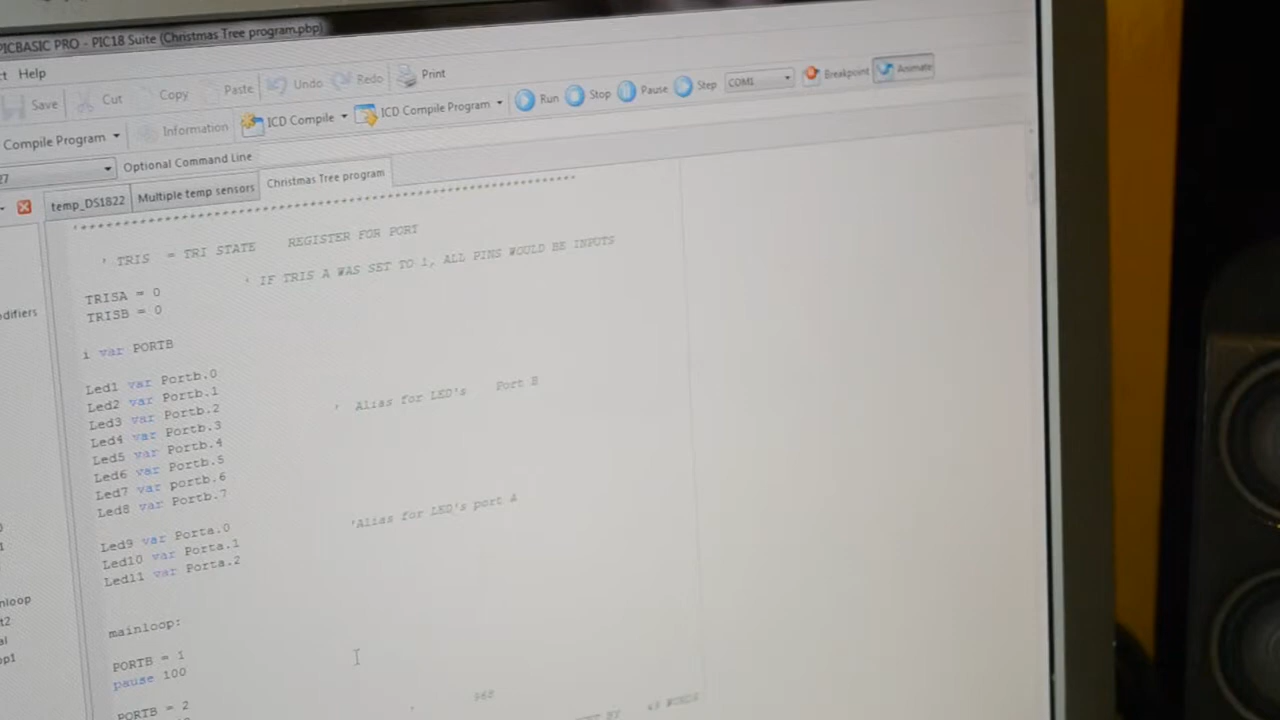 PICBASIC PRO - PIC18 Suite (Christmas Tree program.pbp)
Help
Save Cut Copy Paste Undo Redo Print
Compile Program Information ICD Compile ICD Compile Program Run Stop Pause Step COM1 Breakpoint Animate
Optional Command Line
temp_DS1822 Multiple temp sensors Christmas Tree program
' TRIS = TRI STATE REGISTER FOR PORT
' IF TRIS A WAS SET TO 1, ALL PINS WOULD BE INPUTS
TRISA = 0
TRISB = 0
i var PORTB
Led1 var Portb.0
Led2 var Portb.1
Led3 var Portb.2 ' Alias for LED's Port B
Led4 var Portb.3
Led5 var Portb.4
Led6 var Portb.5
Led7 var portb.6
Led8 var Portb.7
Led9 var Porta.0 'Alias for LED's port A
Led10 var Porta.1
Led11 var Porta.2
mainloop:
PORTB = 1
pause 100
PORTB = 2